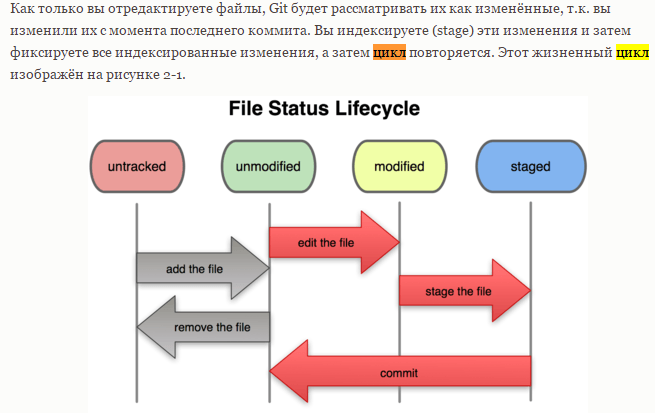 Как только вы отредактируете файлы, Git будет рассматривать их как изменённые, т.к. вы
изменили их с момента последнего коммита. Вы индексируете (stage) эти изменения и затем
фиксируете все индексированные изменения, а затем цикл повторяется. Этот жизненный цикл
изображён на рисунке 2-1.
File Status Lifecycle
untracked
unmodified
modified
staged
edit the file
add the file
stage the file
remove the file
commit